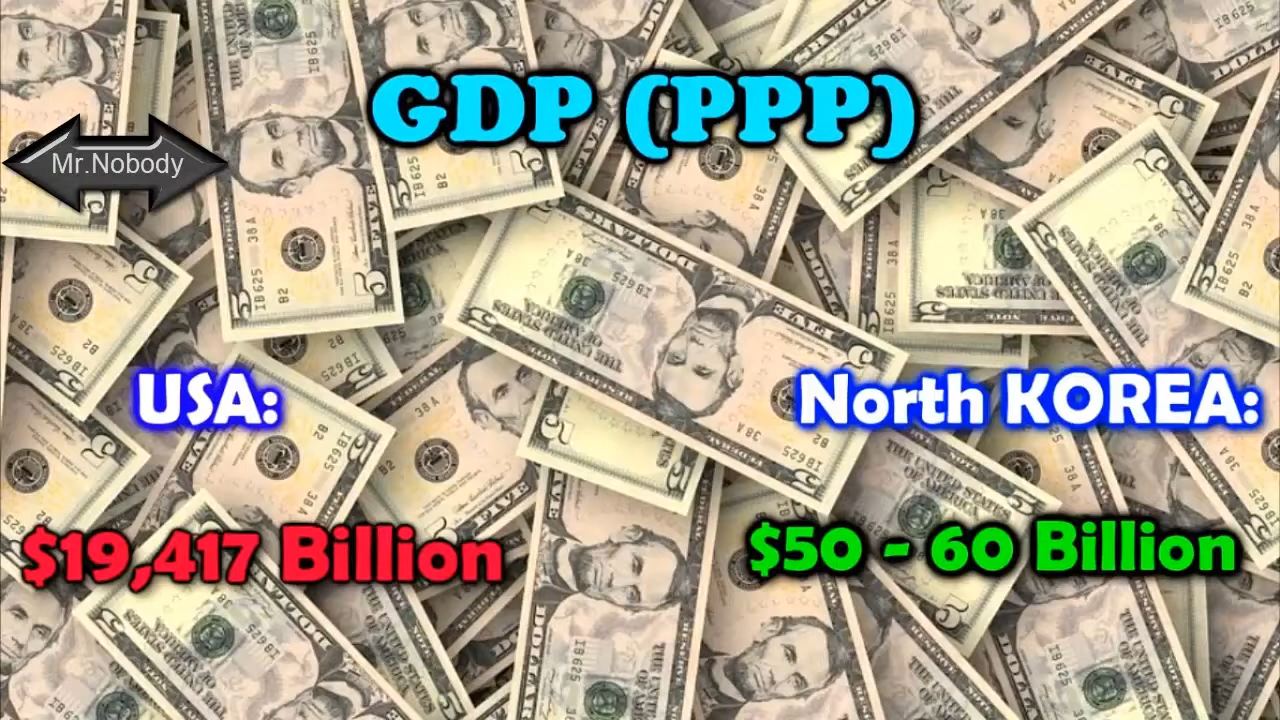 GDP (PPP)
Mr.Nobody
USA:
North KOREA:
$19,417 Billion
$50 - 60 Billion